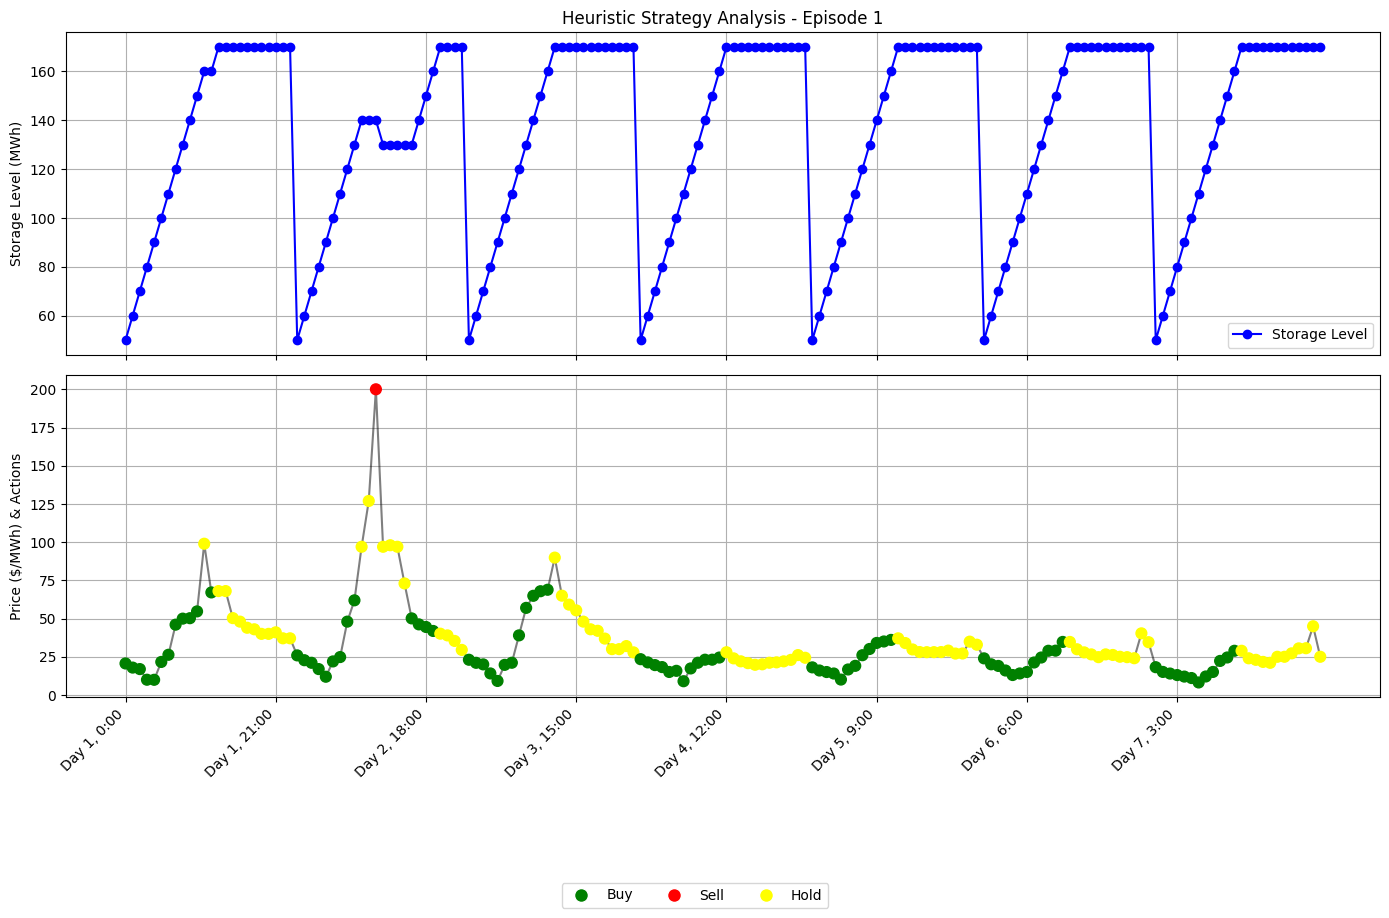 Heuristic Strategy Analysis - Episode 1
Storage Level (MWh)
160
140
120
100
80
60
Storage Level
Price ($/MWh) & Actions
200
175
150
125
100
75
50
25
0
Day 1, 0:00
Day 1, 21:00
Day 2, 18:00
Day 3, 15:00
Day 4, 12:00
Day 5, 9:00
Day 6, 6:00
Day 7, 3:00
Buy
Sell
Hold